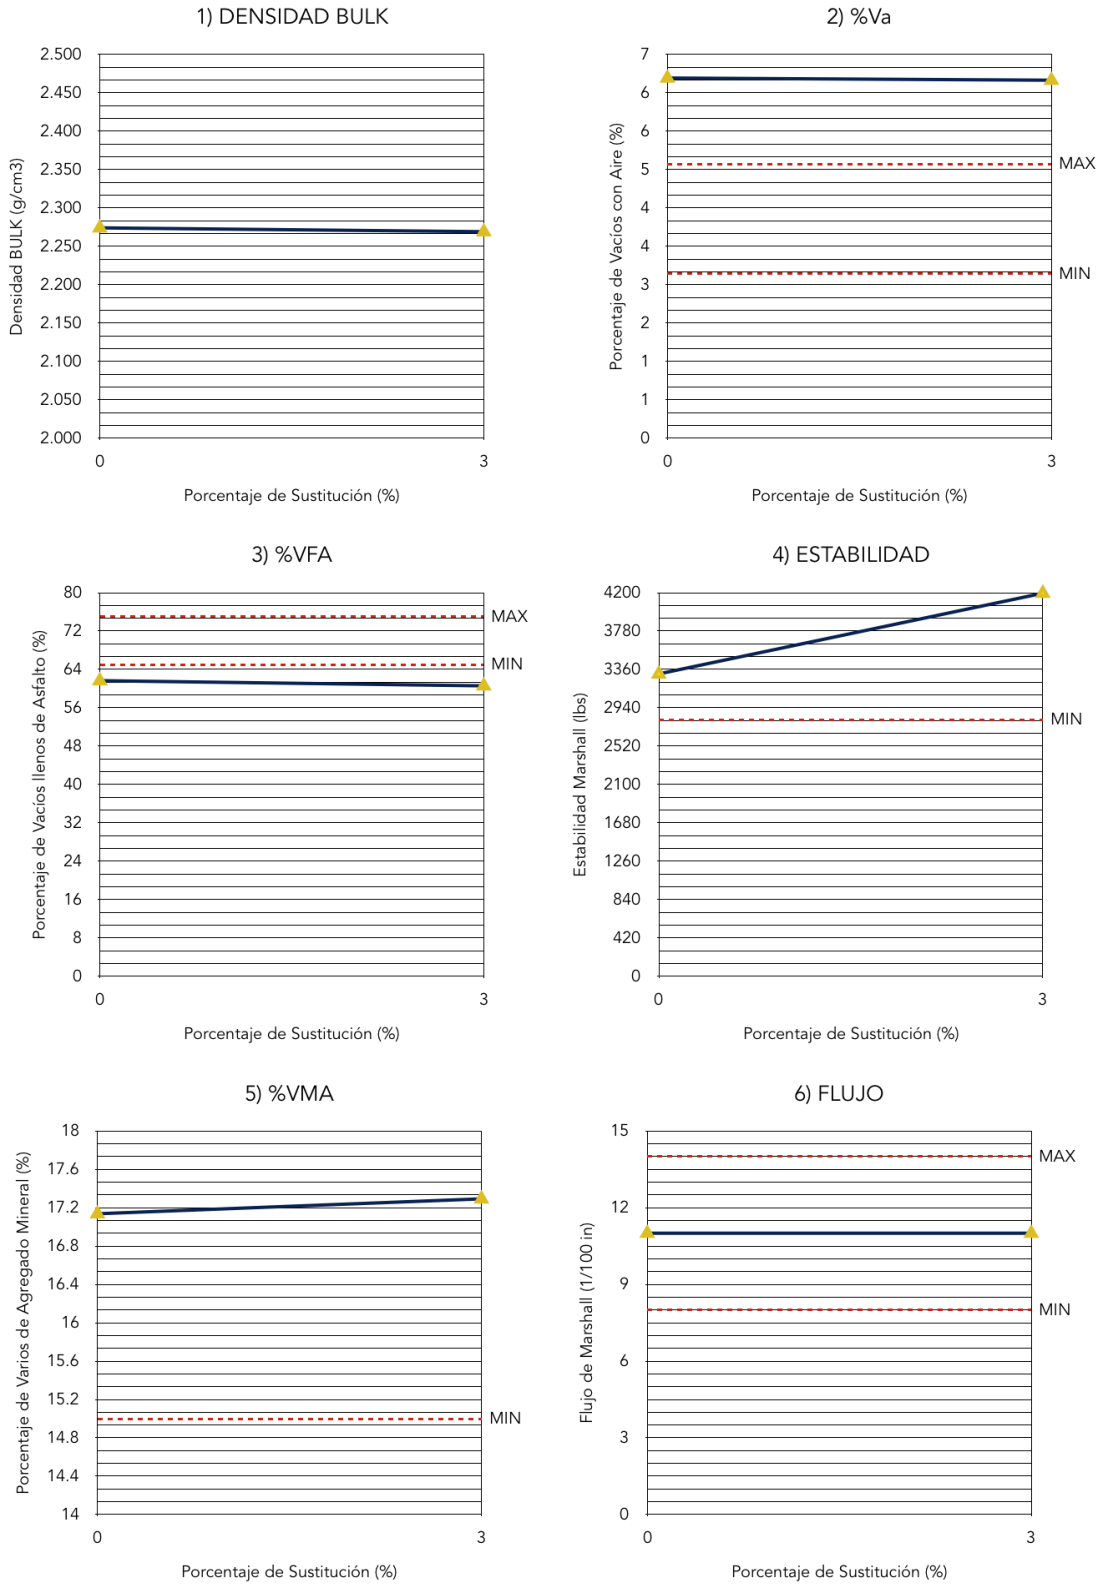 1) DENSIDAD BULK
Densidad BULK (g/cm3)
2.500
2.450
2.400
2.350
2.300
2.250
2.200
2.150
2.100
2.050
2.000
0
3
Porcentaje de Sustitución (%)
2) %Va
Porcentaje de Vacíos con Aire (%)
7
6
6
5
4
4
3
2
1
1
0
MAX
MIN
0
3
Porcentaje de Sustitución (%)
3) %VFA
Porcentaje de Vacíos llenos de Asfalto (%)
80
72
64
56
48
40
32
24
16
8
0
MAX
MIN
0
3
Porcentaje de Sustitución (%)
4) ESTABILIDAD
Estabilidad Marshall (lbs)
4200
3780
3360
2940
2520
2100
1680
1260
840
420
0
MIN
0
3
Porcentaje de Sustitución (%)
5) %VMA
Porcentaje de Varios de Agregado Mineral (%)
18
17.6
17.2
16.8
16.4
16
15.6
15.2
14.8
14.4
14
MIN
0
3
Porcentaje de Sustitución (%)
6) FLUJO
Flujo de Marshall (1/100 in)
15
12
9
6
3
0
MAX
MIN
0
3
Porcentaje de Sustitución (%)